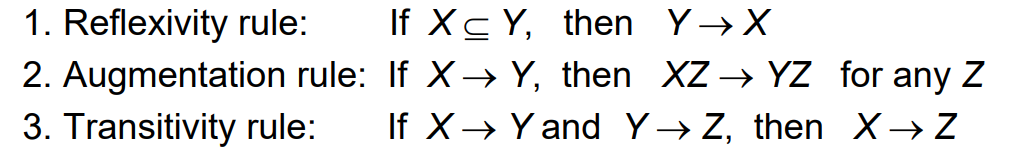 1. Reflexivity rule: If X ⊆ Y, then Y → X
2. Augmentation rule: If X → Y, then XZ → YZ for any Z
3. Transitivity rule: If X → Y and Y → Z, then X → Z